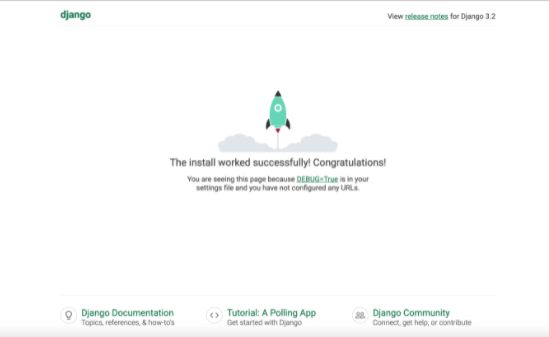 django
View release notes for Django 3.2
The install worked successfully! Congratulations!
You are seeing this page because DEBUG=True is in your
settings file and you have not configured any URLs.
Django Documentation
Topics, references, & how-to's
Tutorial: A Polling App
Get started with Django
Django Community
Connect, get help, or contribute